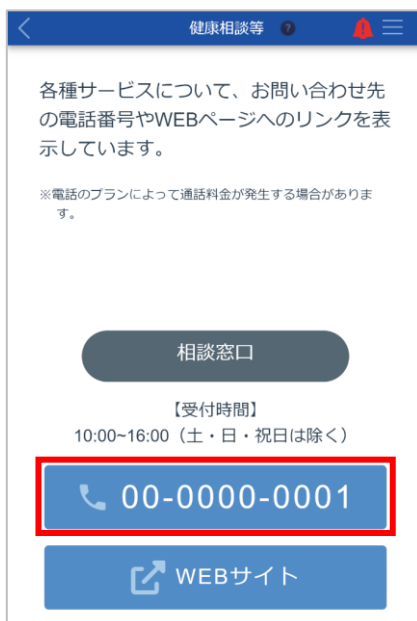 健康相談等 ?
各種サービスについて、お問い合わせ先
の電話番号やWEBページへのリンクを表
示しています。
※電話のプランによって通話料金が発生する場合がありま
す。
相談窓口
【受付時間】
10:00~16:00（土・日・祝日は除く）
00-0000-0001
WEBサイト